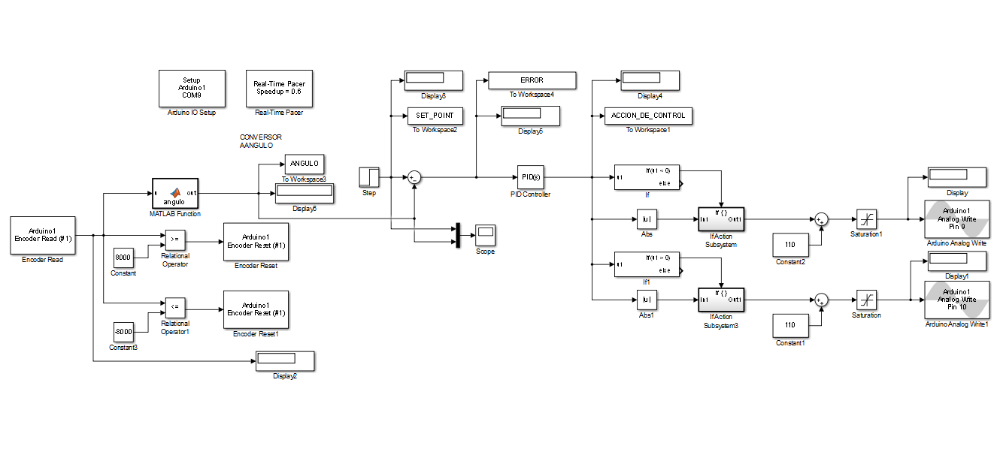 Setup
Arduino1
COM9
Arduino IO Setup
Real-Time Pacer
Speedup = 0.6
Real-Time Pacer
CONVERSOR
AANGULO
ANGULO
To Workspace3
Display6
u
out
angulo
MATLAB Function
Arduino1
Encoder Read (#1)
Encoder Read
8000
Constant
>=
Relational
Operator
Arduino1
Encoder Reset (#1)
Encoder Reset
-8000
Constant3
<=
Relational
Operator1
Arduino1
Encoder Reset (#1)
Encoder Reset1
Display2
Step
Display3
SET_POINT
To Workspace2
ERROR
To Workspace4
Display5
PID(s)
PID Controller
Scope
Display4
ACCION_DE_CONTROL
To Workspace1
u1
If(u1 < 0)
else
If
|u|
Abs
If { }
In1
Out1
If Action
Subsystem
110
Constant2
Saturation1
Display
Arduino1
Analog Write
Pin 9
Arduino Analog Write
u1
If(u1 > 0)
else
If1
|u|
Abs1
If { }
In1
Out1
If Action
Subsystem3
110
Constant1
Saturation
Display1
Arduino1
Analog Write
Pin 10
Arduino Analog Write1